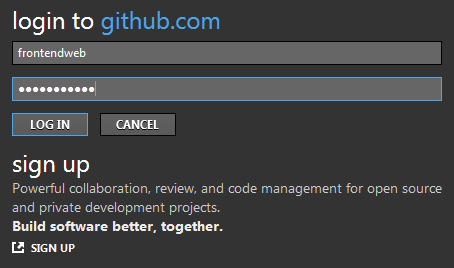 login to github.com
frontendweb
●●●●●●●●●●●
LOG IN CANCEL
sign up
Powerful collaboration, review, and code management for open source
and private development projects.
Build software better, together.
SIGN UP